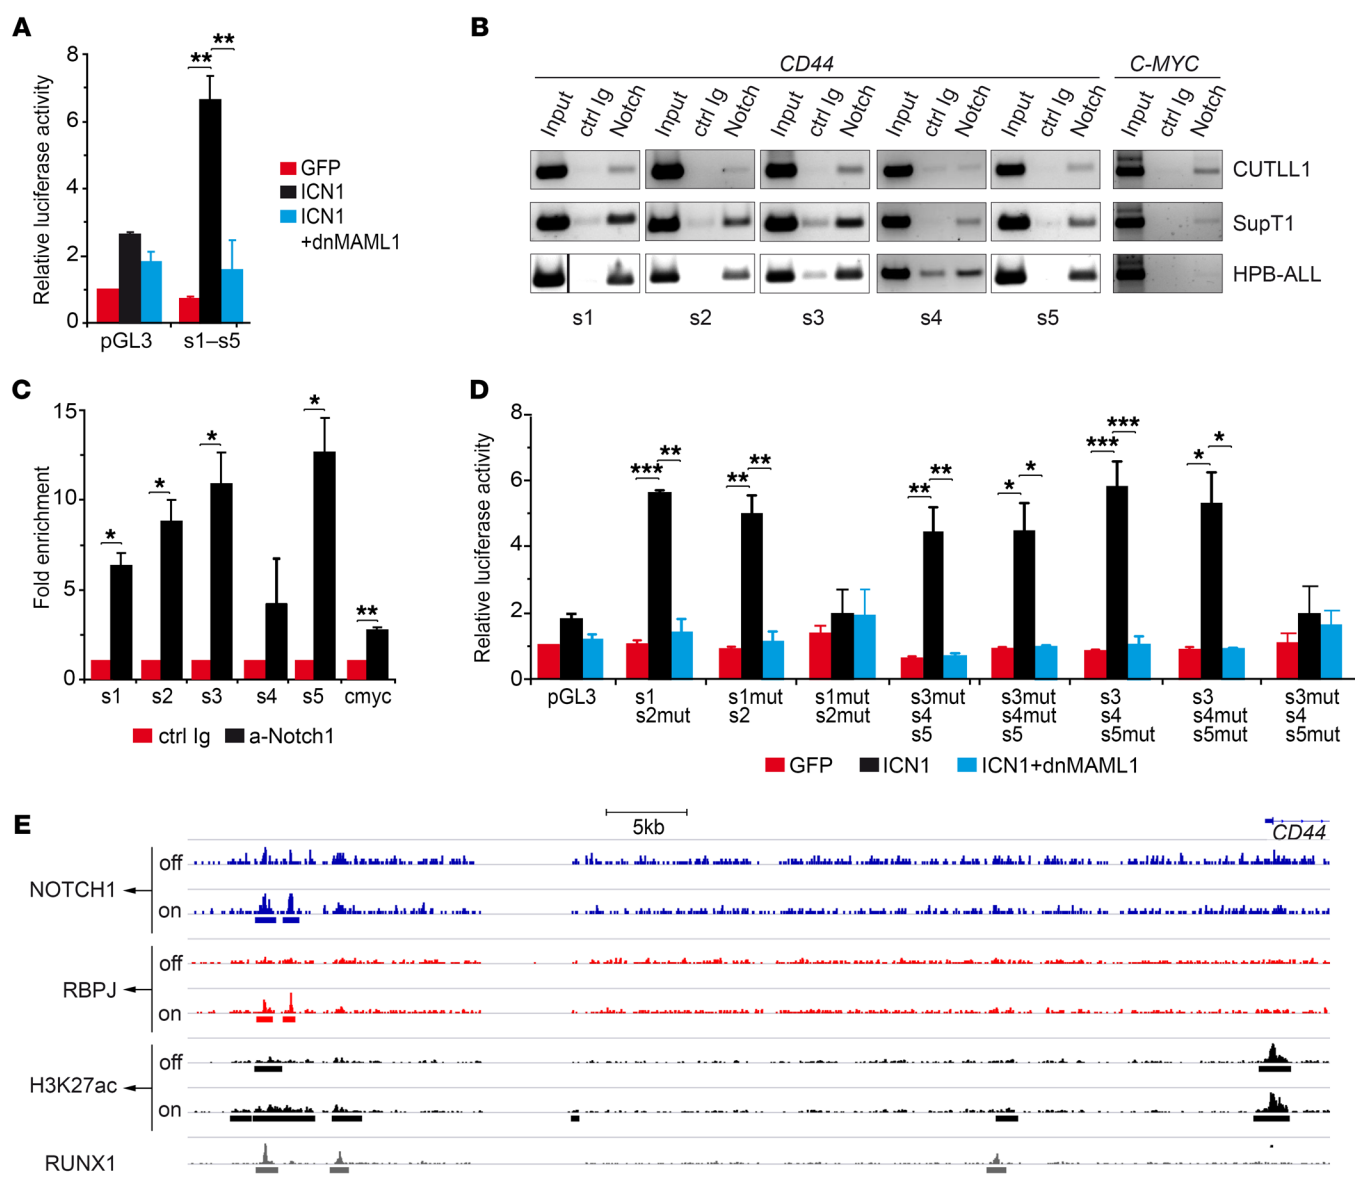 A
Relative luciferase activity
8
6
4
2
0
**
**
pGL3
s1–s5
GFP
ICN1
ICN1
+dnMAML1
B
CD44
C-MYC
Input ctrl Ig Notch Input ctrl Ig Notch Input ctrl Ig Notch Input ctrl Ig Notch Input ctrl Ig Notch Input ctrl Ig Notch
CUTLL1
SupT1
HPB-ALL
s1 s2 s3 s4 s5
C
Fold enrichment
15
10
5
0
* * * * **
s1 s2 s3 s4 s5 cmyc
ctrl Ig a-Notch1
D
Relative luciferase activity
8
6
4
2
0
*** ** ** ** ** ** * * *** *** * *
pGL3 s1 s1mut s1mut s3mut s3mut s3 s3 s3mut
s2mut s2 s2mut s4 s4mut s4 s4mut s4
s5 s5 s5mut s5mut s5mut
GFP ICN1 ICN1+dnMAML1
E
5kb
CD44
NOTCH1
off
on
RBPJ
off
on
H3K27ac
off
on
RUNX1